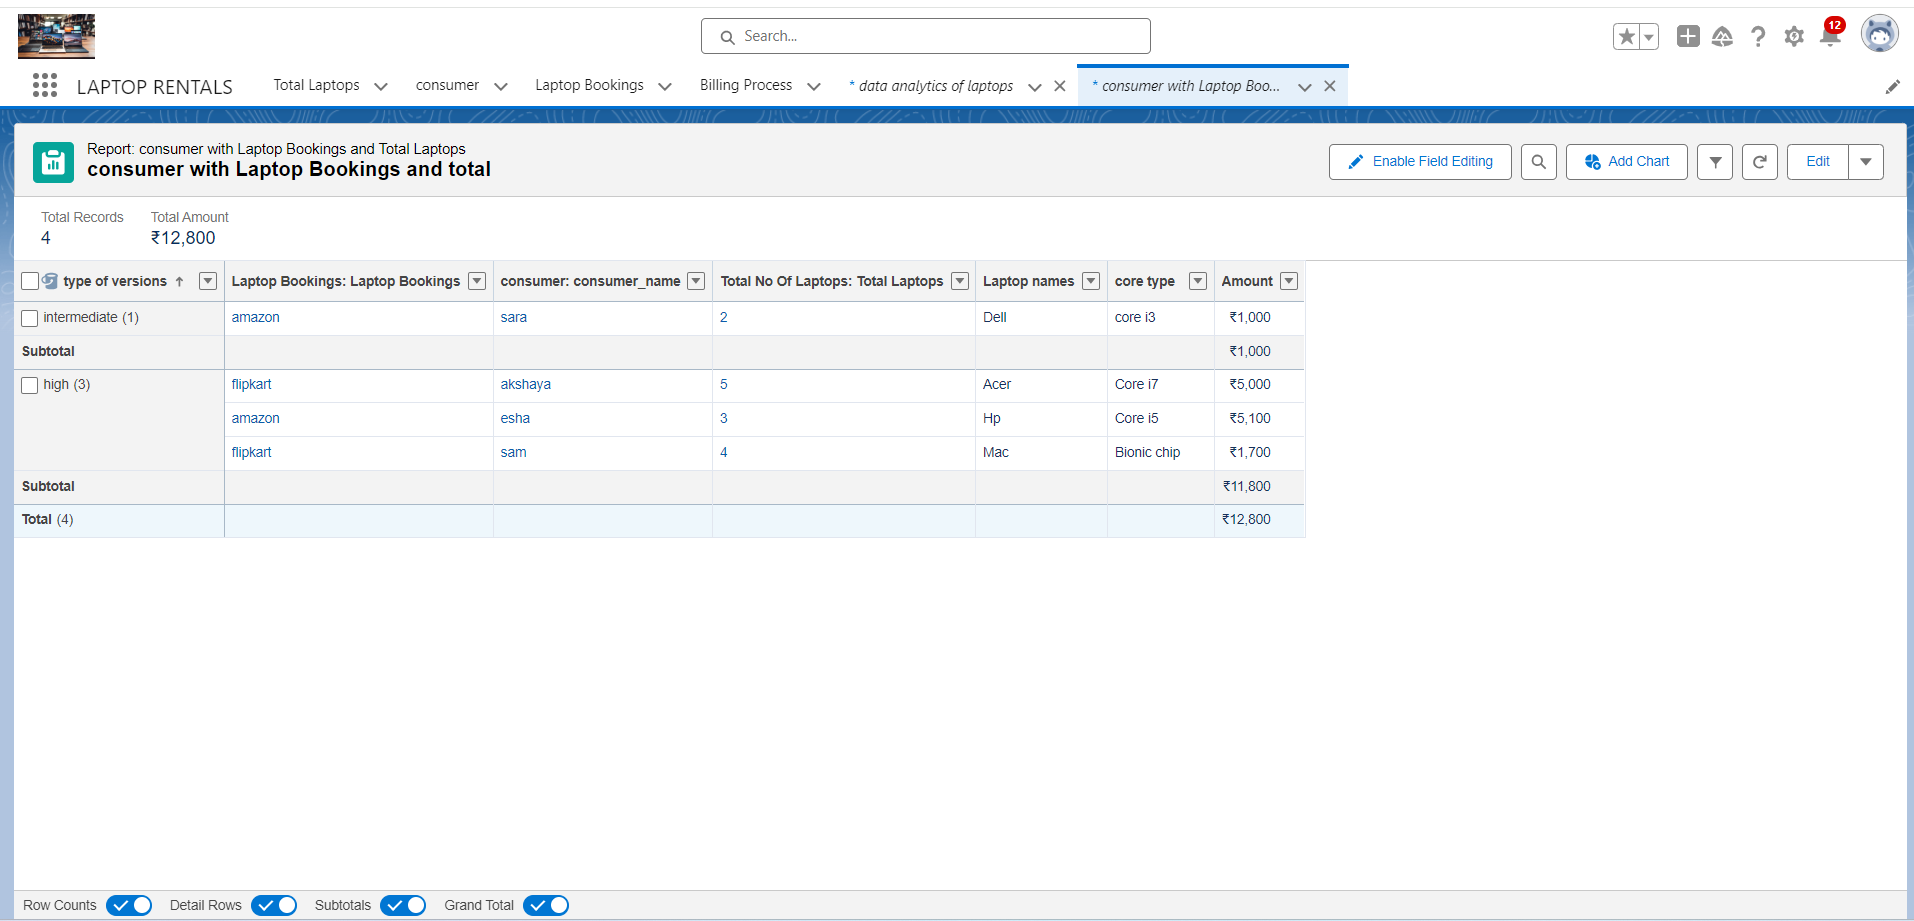 Search...
12
LAPTOP RENTALS Total Laptops consumer Laptop Bookings Billing Process * data analytics of laptops * consumer with Laptop Boo...
Report: consumer with Laptop Bookings and Total Laptops
consumer with Laptop Bookings and total
Enable Field Editing Add Chart Edit
Total Records Total Amount
4 ₹12,800
type of versions ↑ Laptop Bookings: Laptop Bookings consumer: consumer_name Total No Of Laptops: Total Laptops Laptop names core type Amount
intermediate (1) amazon sara 2 Dell core i3 ₹1,000
Subtotal ₹1,000
high (3) flipkart akshaya 5 Acer Core i7 ₹5,000
amazon esha 3 Hp Core i5 ₹5,100
flipkart sam 4 Mac Bionic chip ₹1,700
Subtotal ₹11,800
Total (4) ₹12,800
Row Counts Detail Rows Subtotals Grand Total